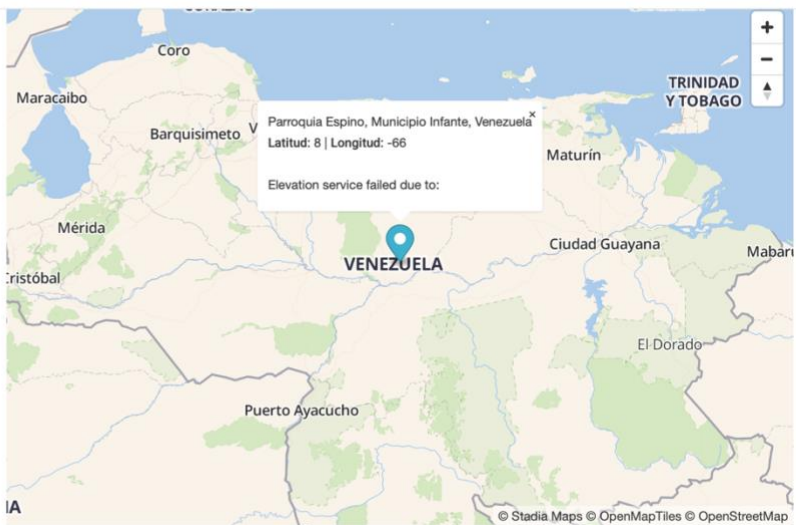 Coro
Maracaibo
Barquisimeto V
TRINIDAD
Y TOBAGO
Parroquia Espino, Municipio Infante, Venezuela ×
Latitud: 8 | Longitud: -66
Elevation service failed due to:
Maturín
Mérida
Cristóbal
VENEZUELA
Ciudad Guayana
Mabaru
El Dorado
Puerto Ayacucho
IA
© Stadia Maps © OpenMapTiles © OpenStreetMap